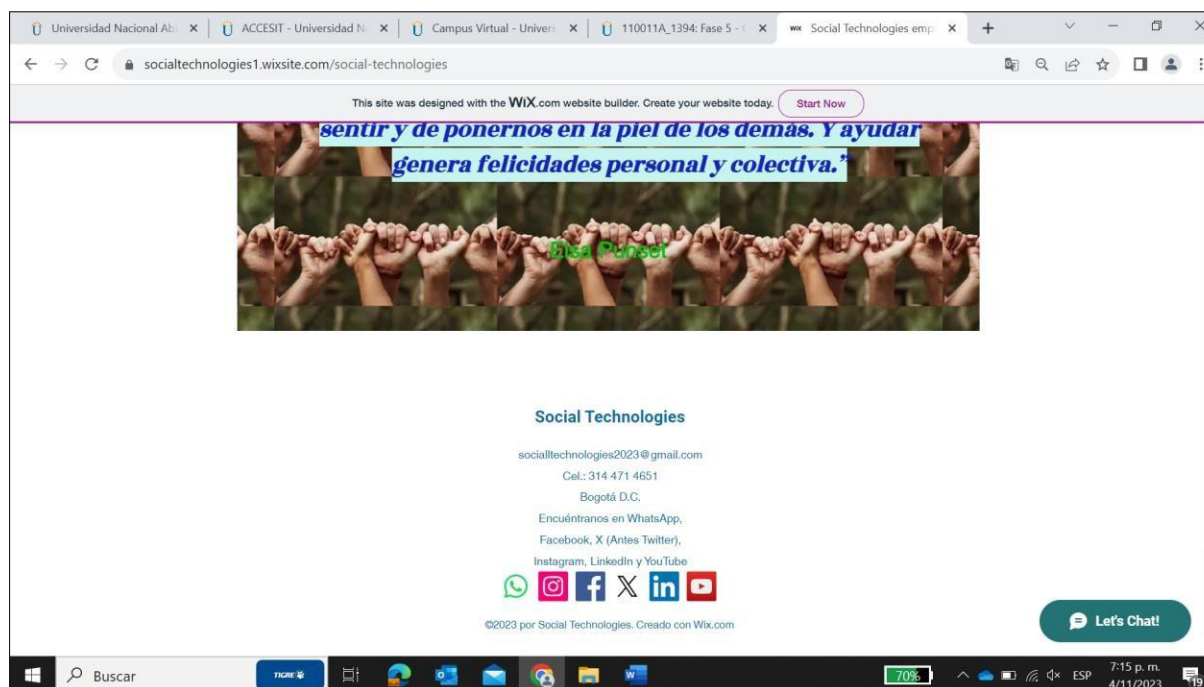 Universidad Nacional Ab
ACCESIT - Universidad N
Campus Virtual - Univers
110011A_1394: Fase 5 - 
Social Technologies emp
socialtechnologies1.wixsite.com/social-technologies
This site was designed with the WiX.com website builder. Create your website today. Start Now
sentir y de ponernos en la piel de los demás. Y ayudar
genera felicidades personal y colectiva.”
Elsa Punset
Social Technologies
socialltechnologies2023@gmail.com
Cel.: 314 471 4651
Bogotá D.C.
Encuéntranos en WhatsApp,
Facebook, X (Antes Twitter),
Instagram, LinkedIn y YouTube
©2023 por Social Technologies. Creado con Wix.com
Let's Chat!
Buscar
TIGRE
70%
ESP
7:15 p. m.
4/11/2023